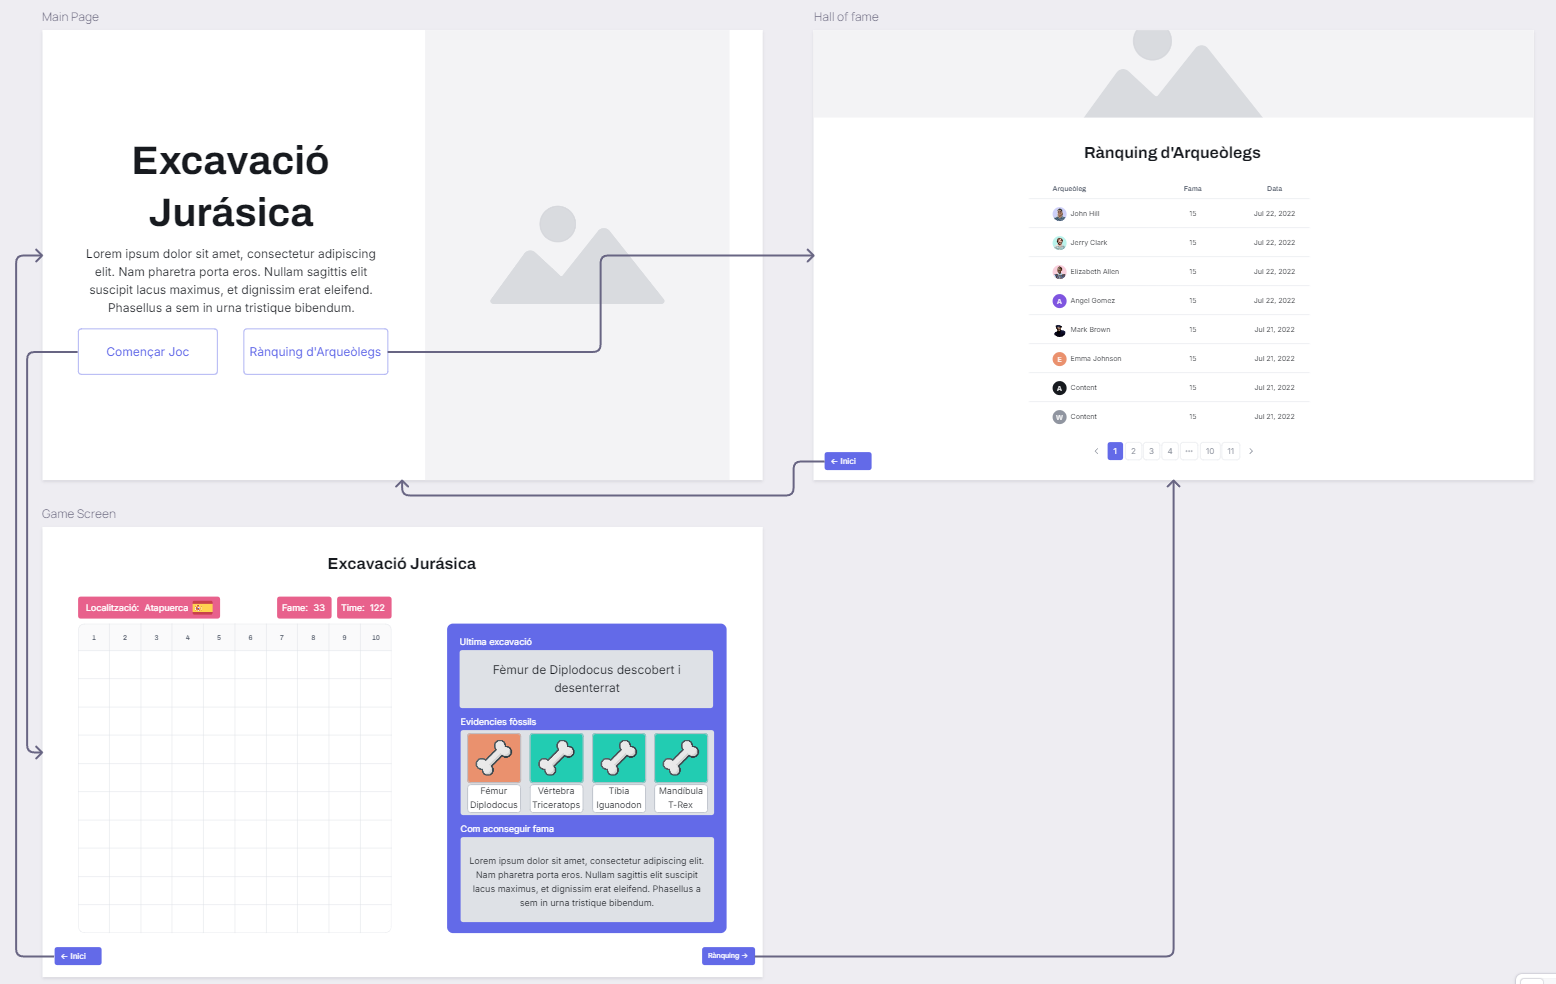 Main Page
Excavació
Jurásica
Lorem ipsum dolor sit amet, consectetur adipiscing
elit. Nam pharetra porta eros. Nullam sagittis elit
suscipit lacus maximus, et dignissim erat eleifend.
Phasellus a sem in urna tristique bibendum.
Començar Joc
Rànquing d'Arqueòlegs
Hall of fame
Rànquing d'Arqueòlegs
Arqueòleg Fama Data
John Hill 15 Jul 22, 2022
Jerry Clark 15 Jul 22, 2022
Elizabeth Allen 15 Jul 22, 2022
A Angel Gomez 15 Jul 22, 2022
Mark Brown 15 Jul 21, 2022
E Emma Johnson 15 Jul 21, 2022
A Content 15 Jul 21, 2022
W Content 15 Jul 21, 2022
< 1 2 3 4 ··· 10 11 >
← Inici
Game Screen
Excavació Jurásica
Localització: Atapuerca
Fame: 33
Time: 122
1 2 3 4 5 6 7 8 9 10
Ultima excavació
Fèmur de Diplodocus descobert i
desenterrat
Evidencies fòssils
Fémur
Diplodocus
Vértebra
Triceratops
Tíbia
Iguanodon
Mandíbula
T-Rex
Com aconseguir fama
Lorem ipsum dolor sit amet, consectetur adipiscing elit.
Nam pharetra porta eros. Nullam sagittis elit suscipit
lacus maximus, et dignissim erat eleifend. Phasellus a
sem in urna tristique bibendum.
← Inici
Rànquing →